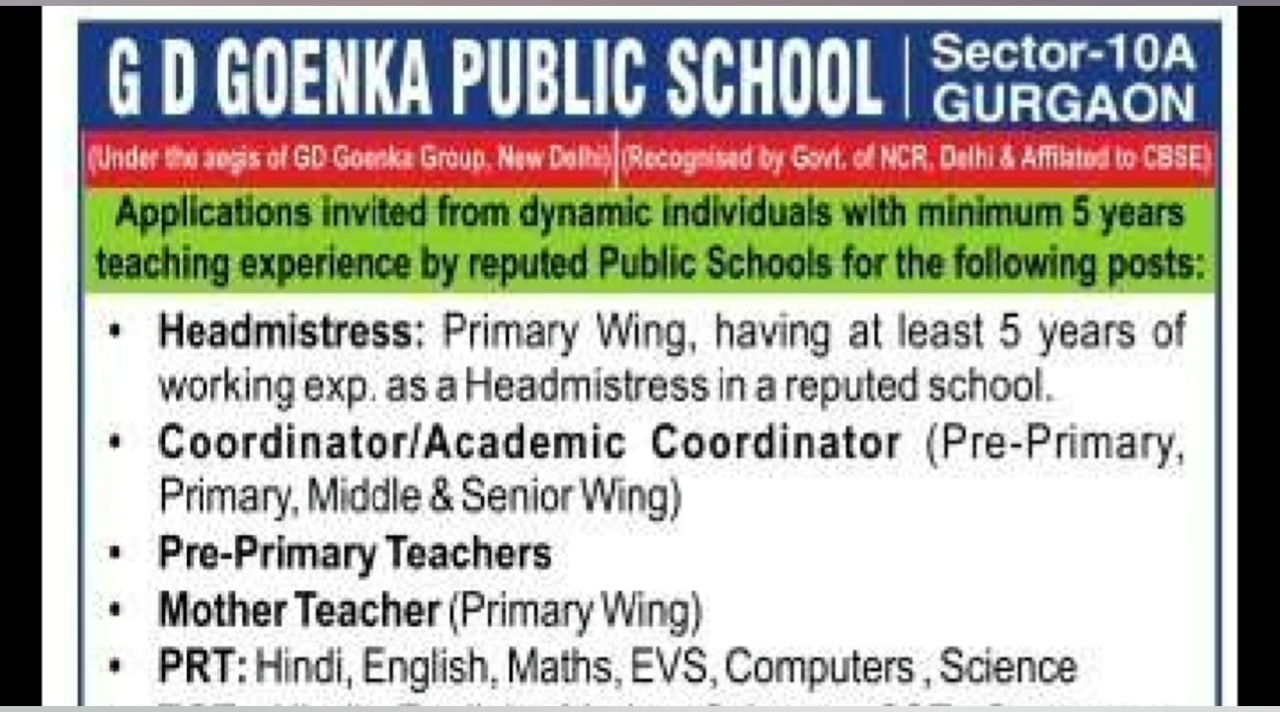 G D GOENKA PUBLIC SCHOOL
Sector-10A
GURGAON
(Under the aegis of GD Goenka Group, New Delhi) (Recognised by Govt. of NCR, Delhi & Affilated to CBSE)
Applications invited from dynamic individuals with minimum 5 years
teaching experience by reputed Public Schools for the following posts:
• Headmistress: Primary Wing, having at least 5 years of
working exp. as a Headmistress in a reputed school.
• Coordinator/Academic Coordinator (Pre-Primary,
Primary, Middle & Senior Wing)
• Pre-Primary Teachers
• Mother Teacher (Primary Wing)
• PRT: Hindi, English, Maths, EVS, Computers , Science